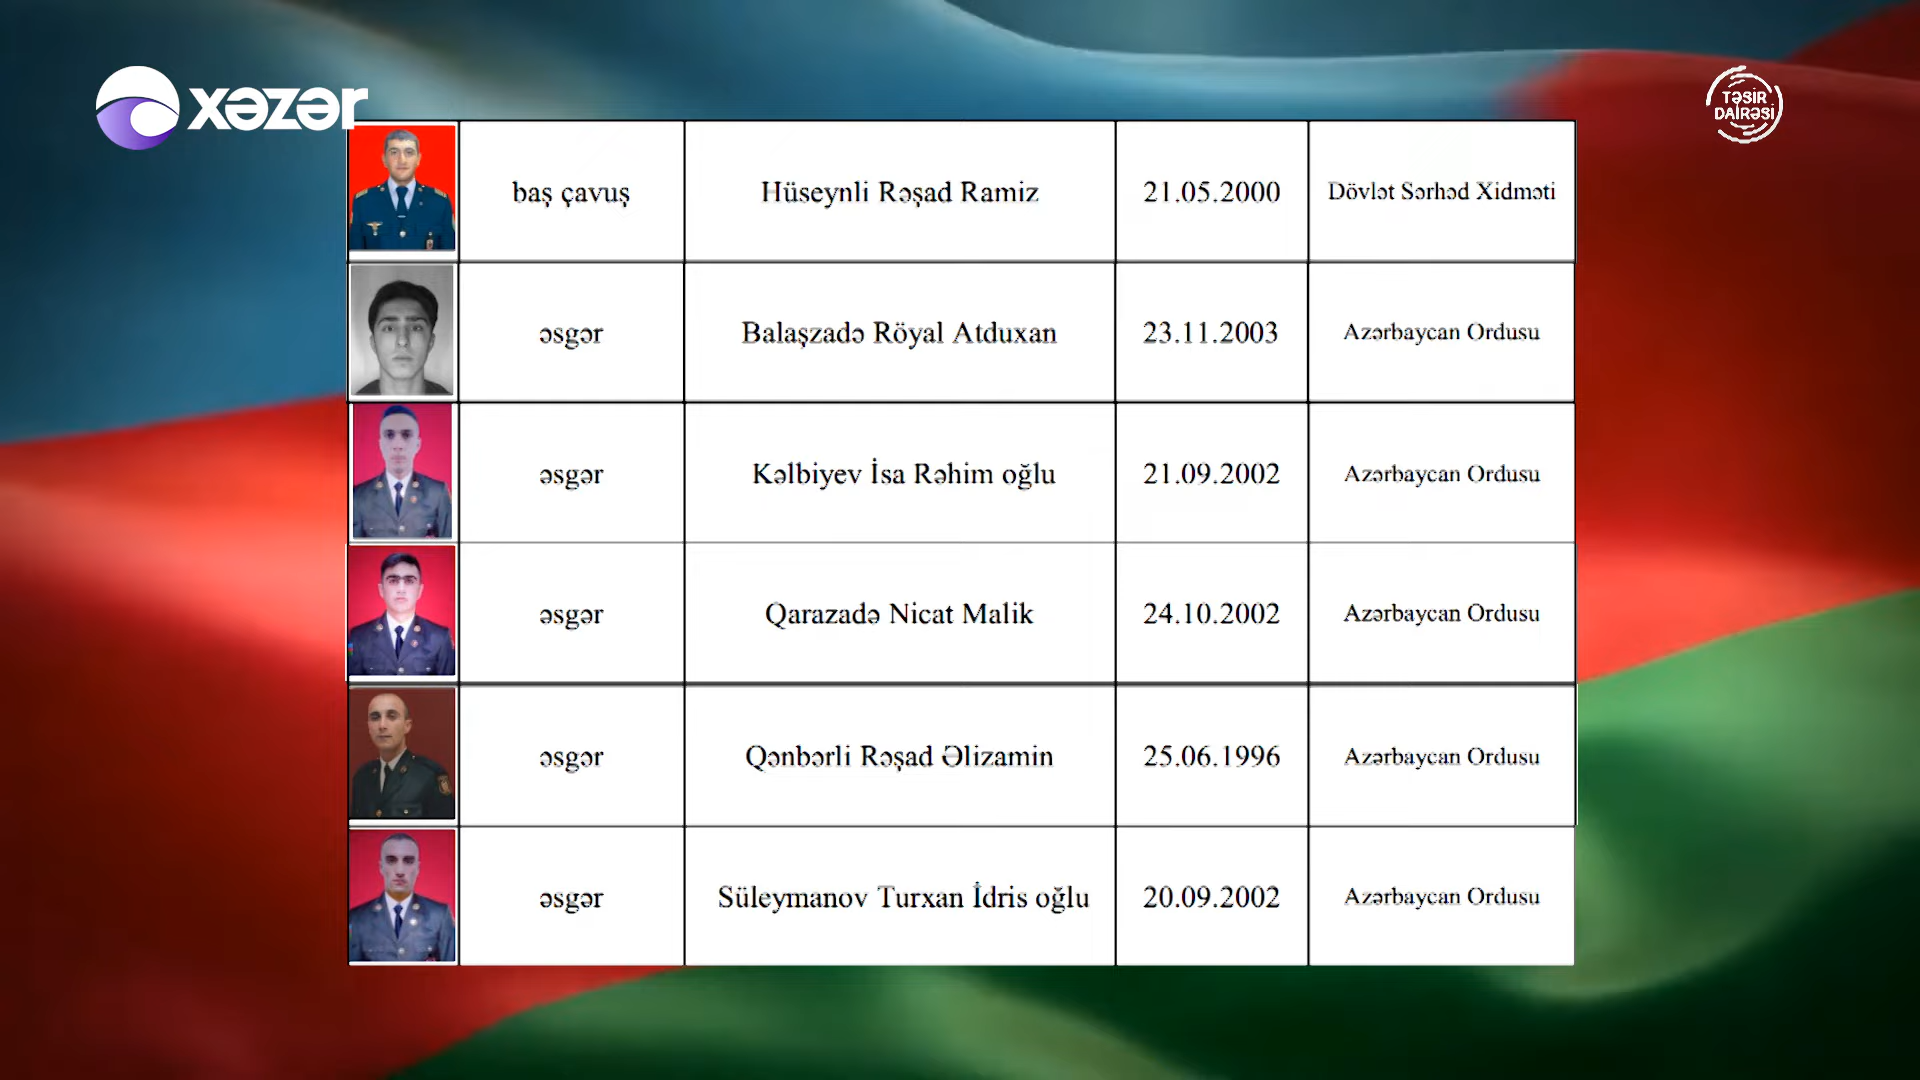 xəzər
TƏSİR
DAİRƏSİ
baş çavuş Hüseynli Rəşad Ramiz 21.05.2000 Dövlət Sərhəd Xidməti
əsgər Balaşzadə Röyal Atduxan 23.11.2003 Azərbaycan Ordusu
əsgər Kəlbiyev İsa Rəhim oğlu 21.09.2002 Azərbaycan Ordusu
əsgər Qarazadə Nicat Malik 24.10.2002 Azərbaycan Ordusu
əsgər Qənbərli Rəşad Əlizamin 25.06.1996 Azərbaycan Ordusu
əsgər Süleymanov Turxan İdris oğlu 20.09.2002 Azərbaycan Ordusu